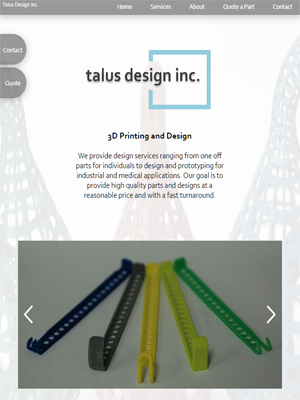 Talus Design Inc.
Home Services About Quote a Part Contact
Contact
Quote
talus design inc.
3D Printing and Design
We provide design services ranging from one off
parts for individuals to design and prototyping for
industrial and medical applications. Our goal is to
provide high quality parts and designs at a
reasonable price and with a fast turnaround.